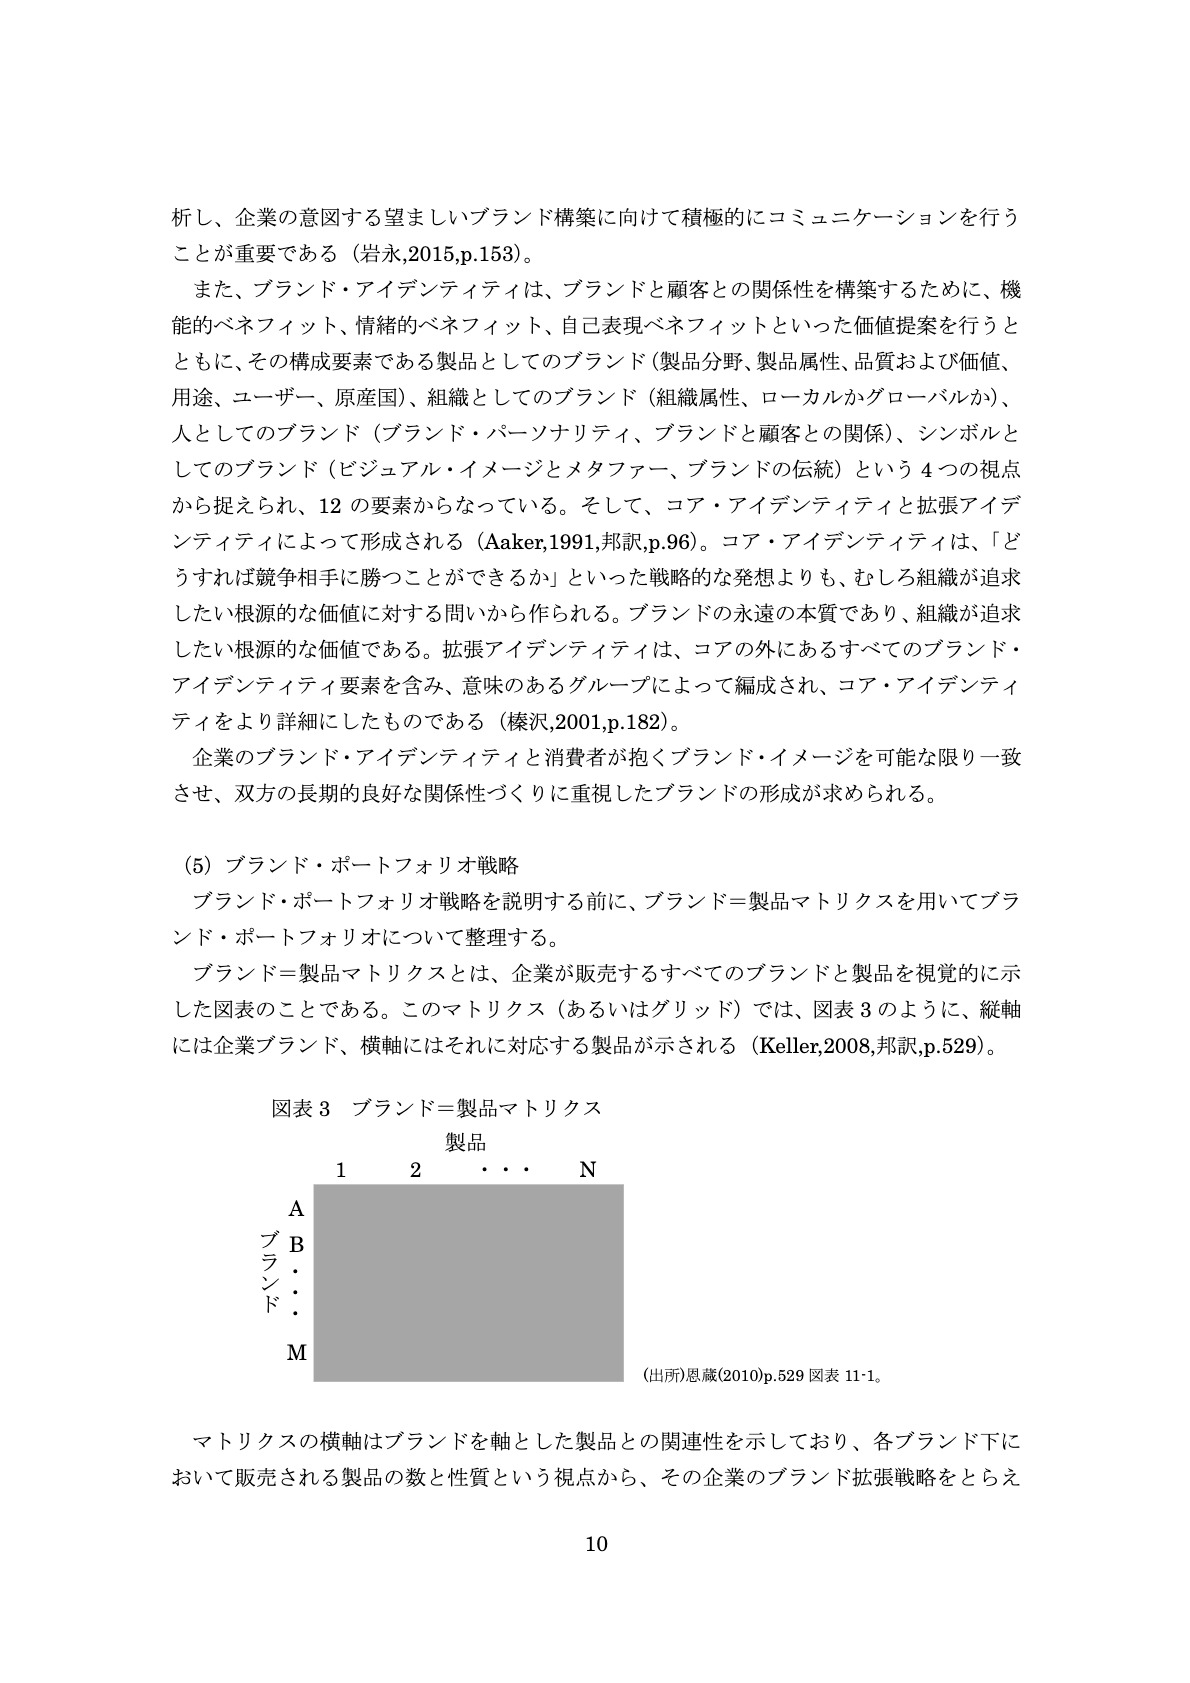 析し、企業の意図する望ましいブランド構築に向けて積極的にコミュニケーションを行う
ことが重要である（岩永,2015,p.153）。
　また、ブランド・アイデンティティは、ブランドと顧客との関係性を構築するために、機
能的ベネフィット、情緒的ベネフィット、自己表現ベネフィットといった価値提案を行うと
ともに、その構成要素である製品としてのブランド（製品分野、製品属性、品質および価値、
用途、ユーザー、原産国）、組織としてのブランド（組織属性、ローカルかグローバルか）、
人としてのブランド（ブランド・パーソナリティ、ブランドと顧客との関係）、シンボルと
してのブランド（ビジュアル・イメージとメタファー、ブランドの伝統）という 4 つの視点
から捉えられ、12 の要素からなっている。そして、コア・アイデンティティと拡張アイデ
ンティティによって形成される（Aaker,1991,邦訳,p.96）。コア・アイデンティティは、「ど
うすれば競争相手に勝つことができるか」といった戦略的な発想よりも、むしろ組織が追求
したい根源的な価値に対する問いから作られる。ブランドの永遠の本質であり、組織が追求
したい根源的な価値である。拡張アイデンティティは、コアの外にあるすべてのブランド・
アイデンティティ要素を含み、意味のあるグループによって編成され、コア・アイデンティ
ティをより詳細にしたものである（榛沢,2001,p.182）。
　企業のブランド・アイデンティティと消費者が抱くブランド・イメージを可能な限り一致
させ、双方の長期的良好な関係性づくりに重視したブランドの形成が求められる。
（5）ブランド・ポートフォリオ戦略
　ブランド・ポートフォリオ戦略を説明する前に、ブランド＝製品マトリクスを用いてブラ
ンド・ポートフォリオについて整理する。
　ブランド＝製品マトリクスとは、企業が販売するすべてのブランドと製品を視覚的に示
した図表のことである。このマトリクス（あるいはグリッド）では、図表 3 のように、縦軸
には企業ブランド、横軸にはそれに対応する製品が示される（Keller,2008,邦訳,p.529）。
図表 3　ブランド＝製品マトリクス
製品
1 2 ・・・ N
ブランド
A
B
・
・
・
M
(出所)恩蔵(2010)p.529 図表 11-1。
　マトリクスの横軸はブランドを軸とした製品との関連性を示しており、各ブランド下に
おいて販売される製品の数と性質という視点から、その企業のブランド拡張戦略をとらえ
10